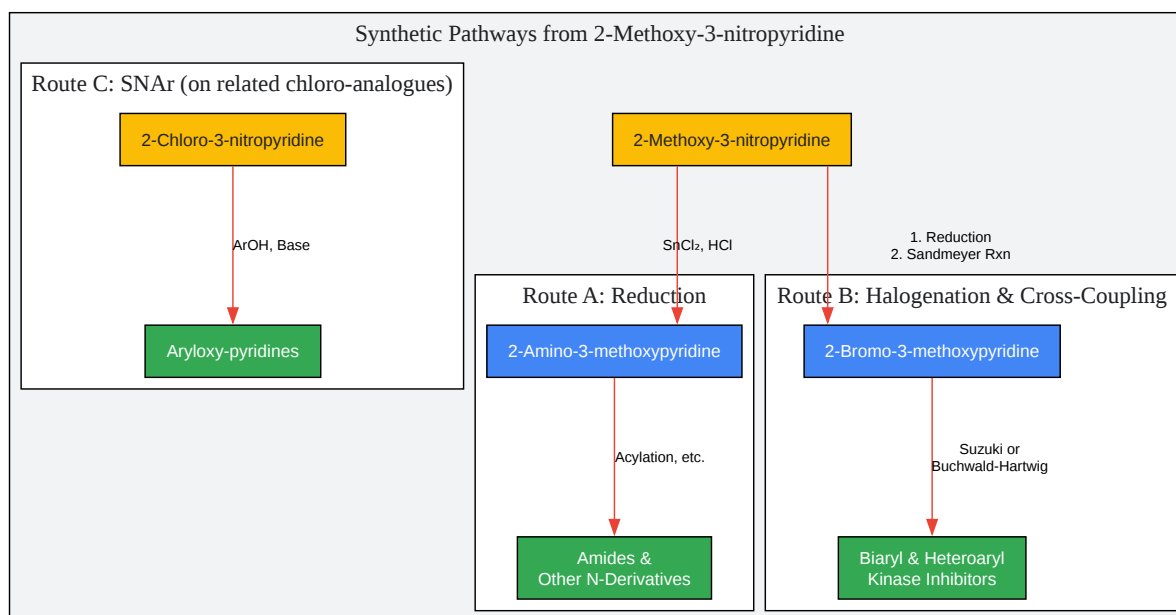 Synthetic Pathways from 2-Methoxy-3-nitropyridine
Route C: SNAr (on related chloro-analogues)
2-Chloro-3-nitropyridine
ArOH, Base
Aryloxy-pyridines
2-Methoxy-3-nitropyridine
SnCl₂, HCl
1. Reduction
2. Sandmeyer Rxn
Route A: Reduction
2-Amino-3-methoxypyridine
Acylation, etc.
Amides &
Other N-Derivatives
Route B: Halogenation & Cross-Coupling
2-Bromo-3-methoxypyridine
Suzuki or
Buchwald-Hartwig
Biaryl & Heteroaryl
Kinase Inhibitors